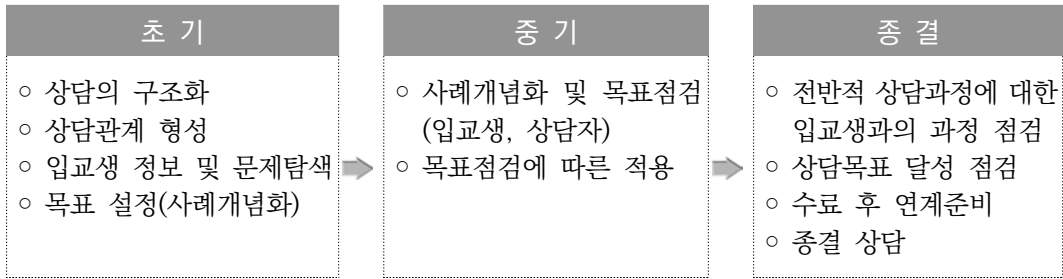 초 기
○ 상담의 구조화
○ 상담관계 형성
○ 입교생 정보 및 문제탐색
○ 목표 설정(사례개념화)
중 기
○ 사례개념화 및 목표점검
(입교생, 상담자)
○ 목표점검에 따른 적용
종 결
○ 전반적 상담과정에 대한
입교생과의 과정 점검
○ 상담목표 달성 점검
○ 수료 후 연계준비
○ 종결 상담